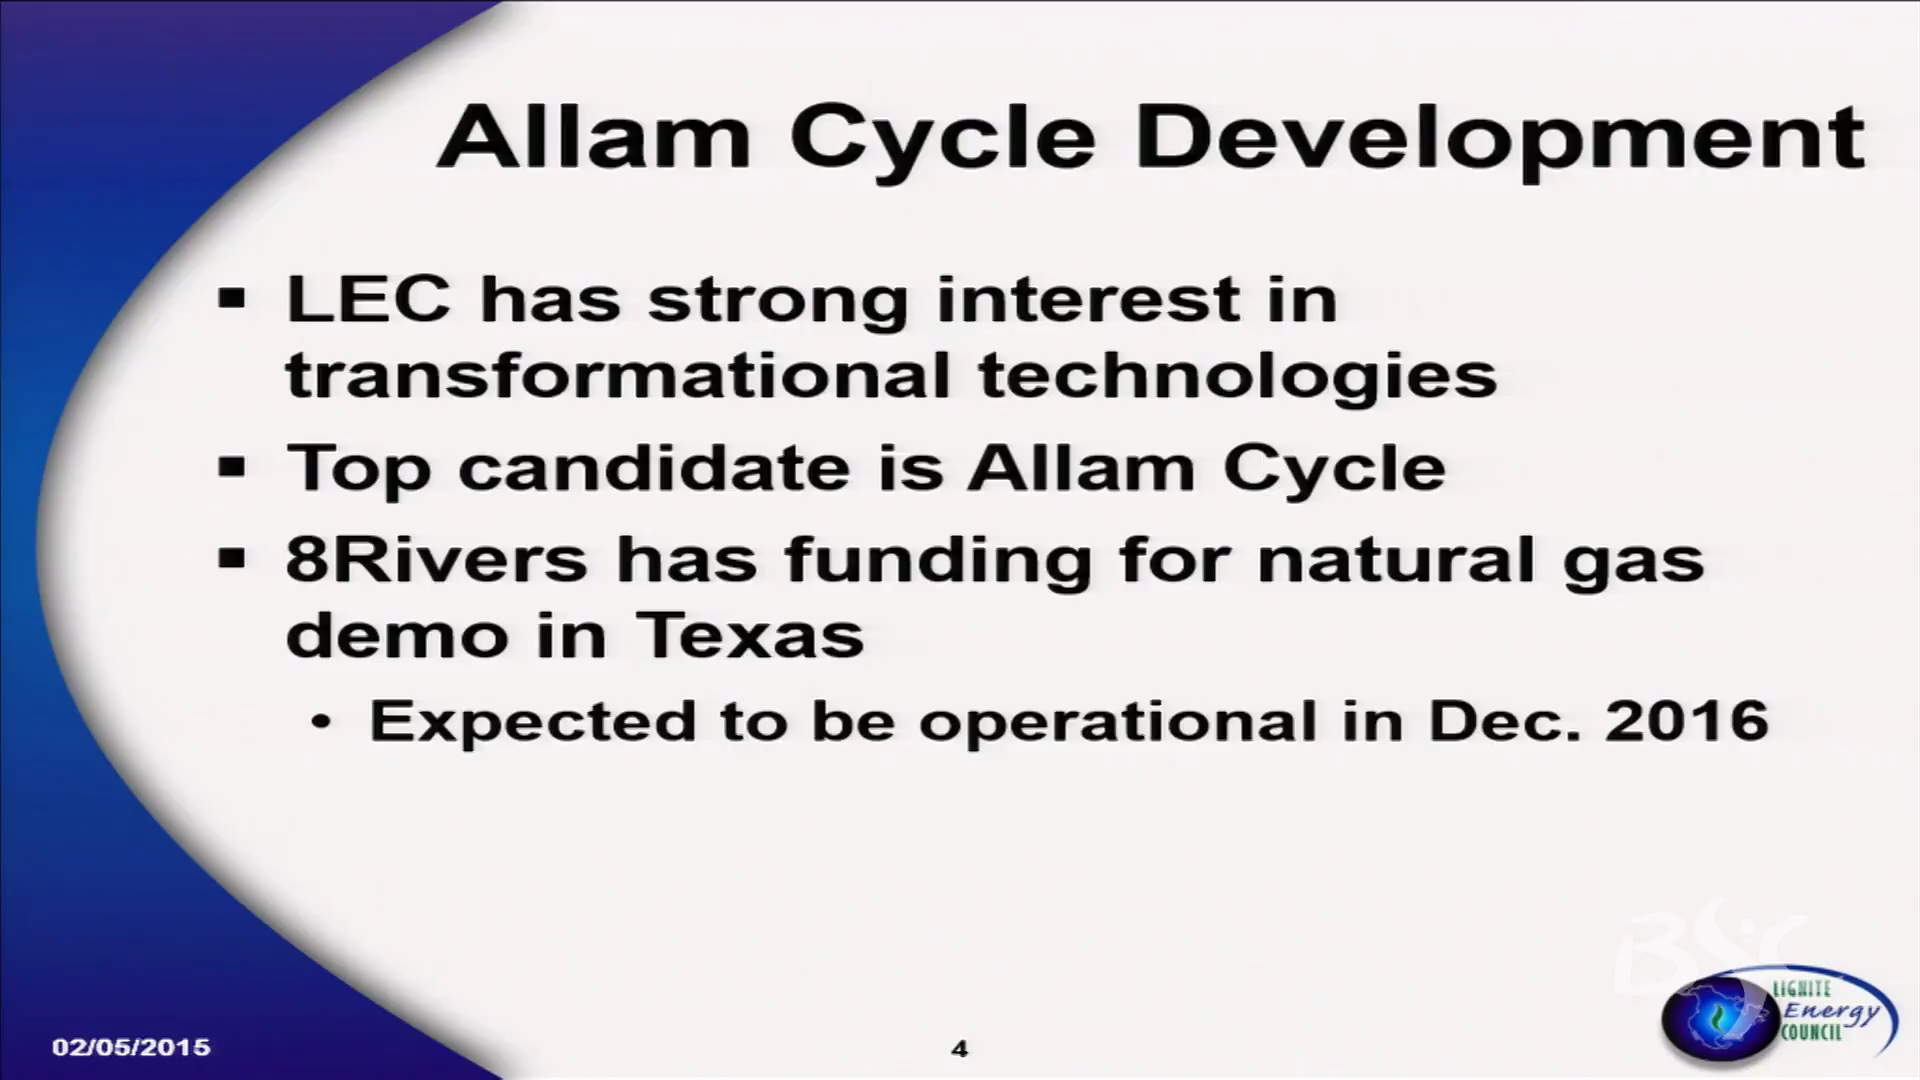 Allam Cycle Development
▪ LEC has strong interest in
transformational technologies
▪ Top candidate is Allam Cycle
▪ 8Rivers has funding for natural gas
demo in Texas
• Expected to be operational in Dec. 2016
BSC
LIGNITE
Energy
COUNCIL
02/05/2015
4